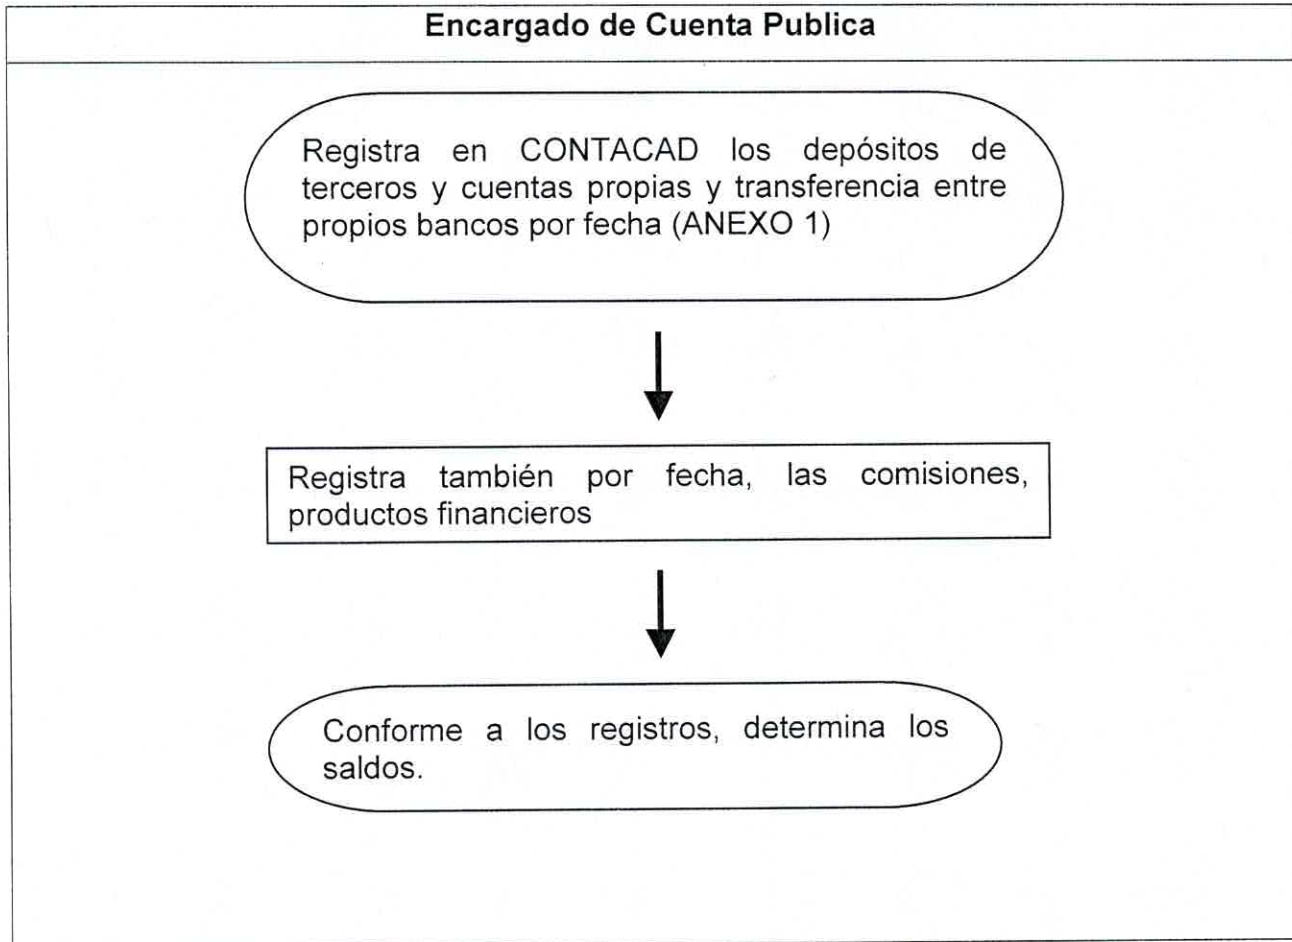 Encargado de Cuenta Publica
Registra en CONTACAD los depósitos de
terceros y cuentas propias y transferencia entre
propios bancos por fecha (ANEXO 1)
Registra también por fecha, las comisiones,
productos financieros
Conforme a los registros, determina los
saldos.